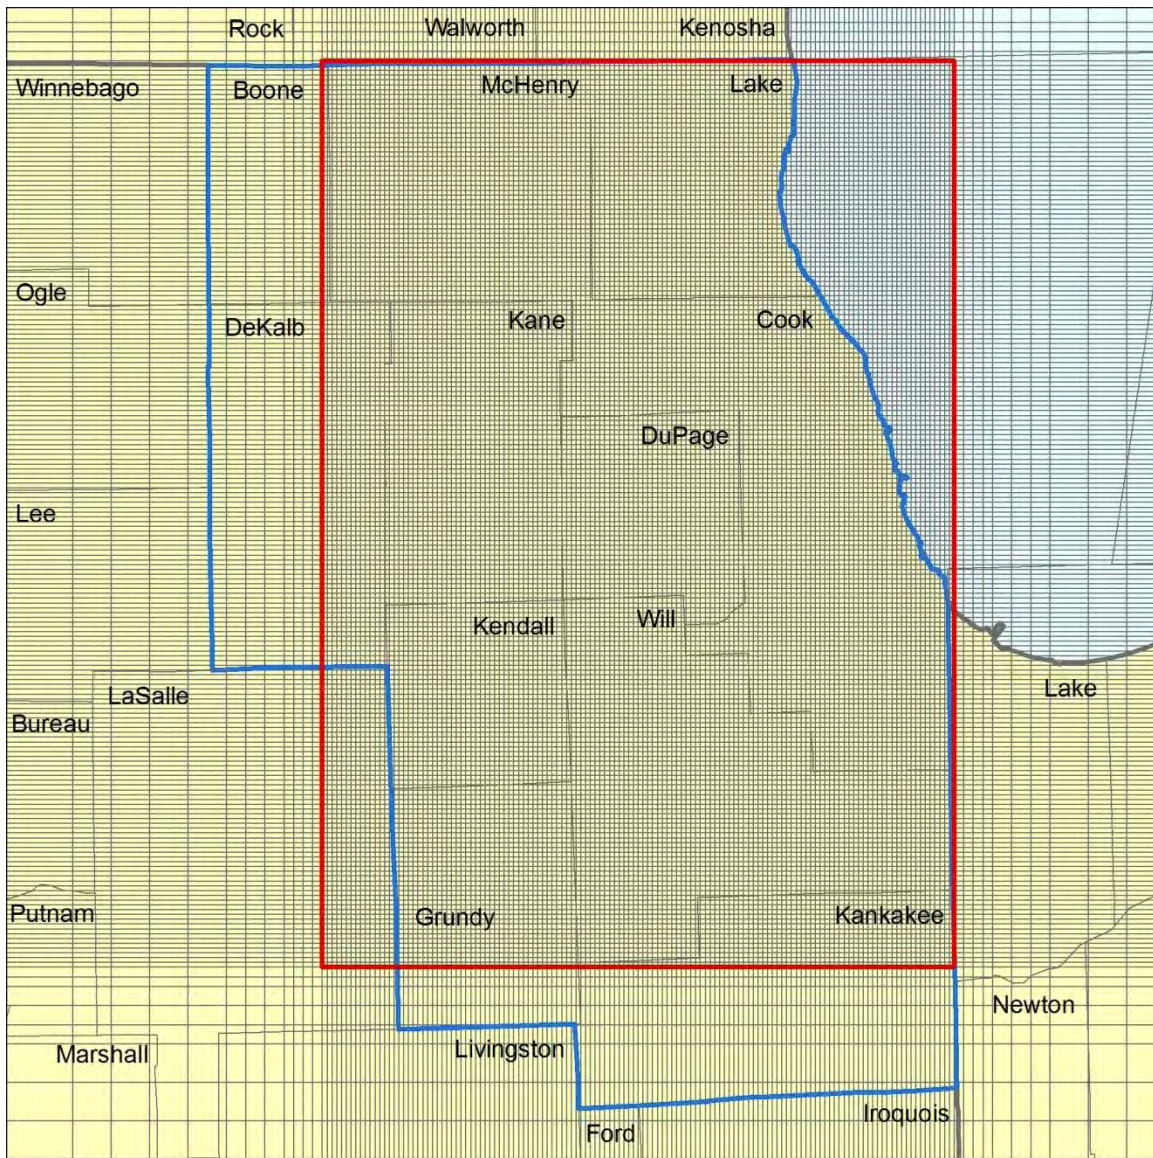 Rock
Walworth
Kenosha
Winnebago
Boone
McHenry
Lake
Ogle
DeKalb
Kane
Cook
DuPage
Lee
Kendall
Will
LaSalle
Lake
Bureau
Putnam
Grundy
Kankakee
Newton
Marshall
Livingston
Iroquois
Ford